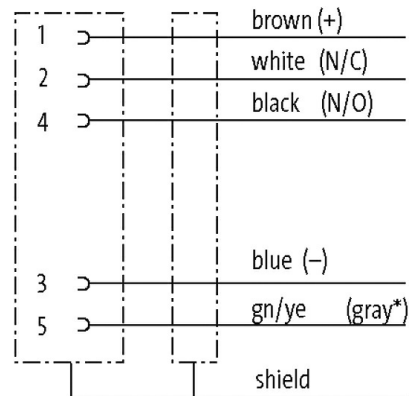 1 brown (+)
2 white (N/C)
4 black (N/O)
3 blue (–)
5 gn/ye (gray*)
shield